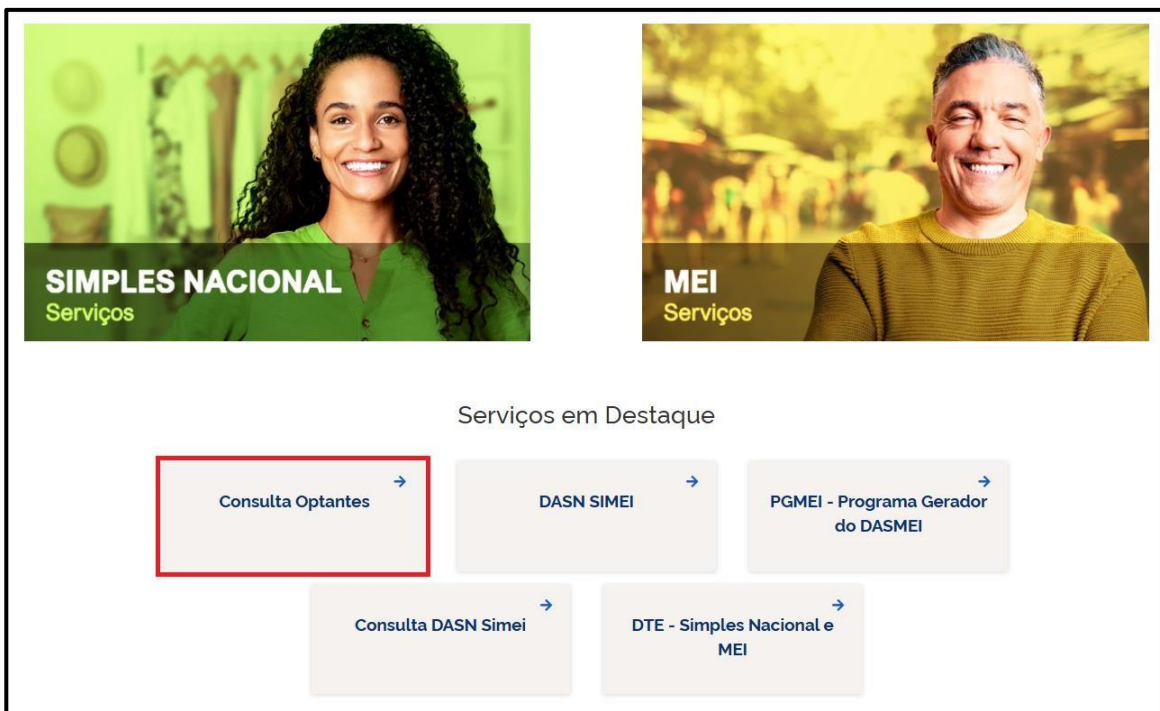 SIMPLES NACIONAL
Serviços
MEI
Serviços
Serviços em Destaque
Consulta Optantes
DASN SIMEI
PGMEI - Programa Gerador
do DASMEI
Consulta DASN Simei
DTE - Simples Nacional e
MEI